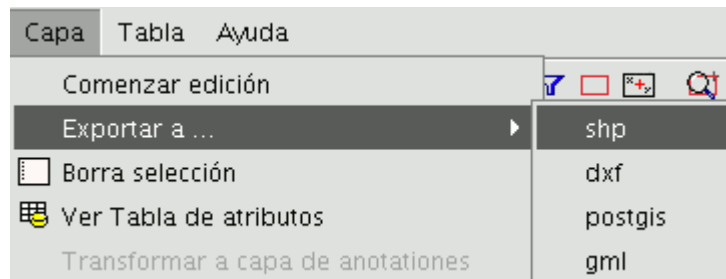 Capa Tabla Ayuda
Comenzar edición
Exportar a ... shp
Borra selección dxf
Ver Tabla de atributos postgis
Transformar a capa de anotationes gml